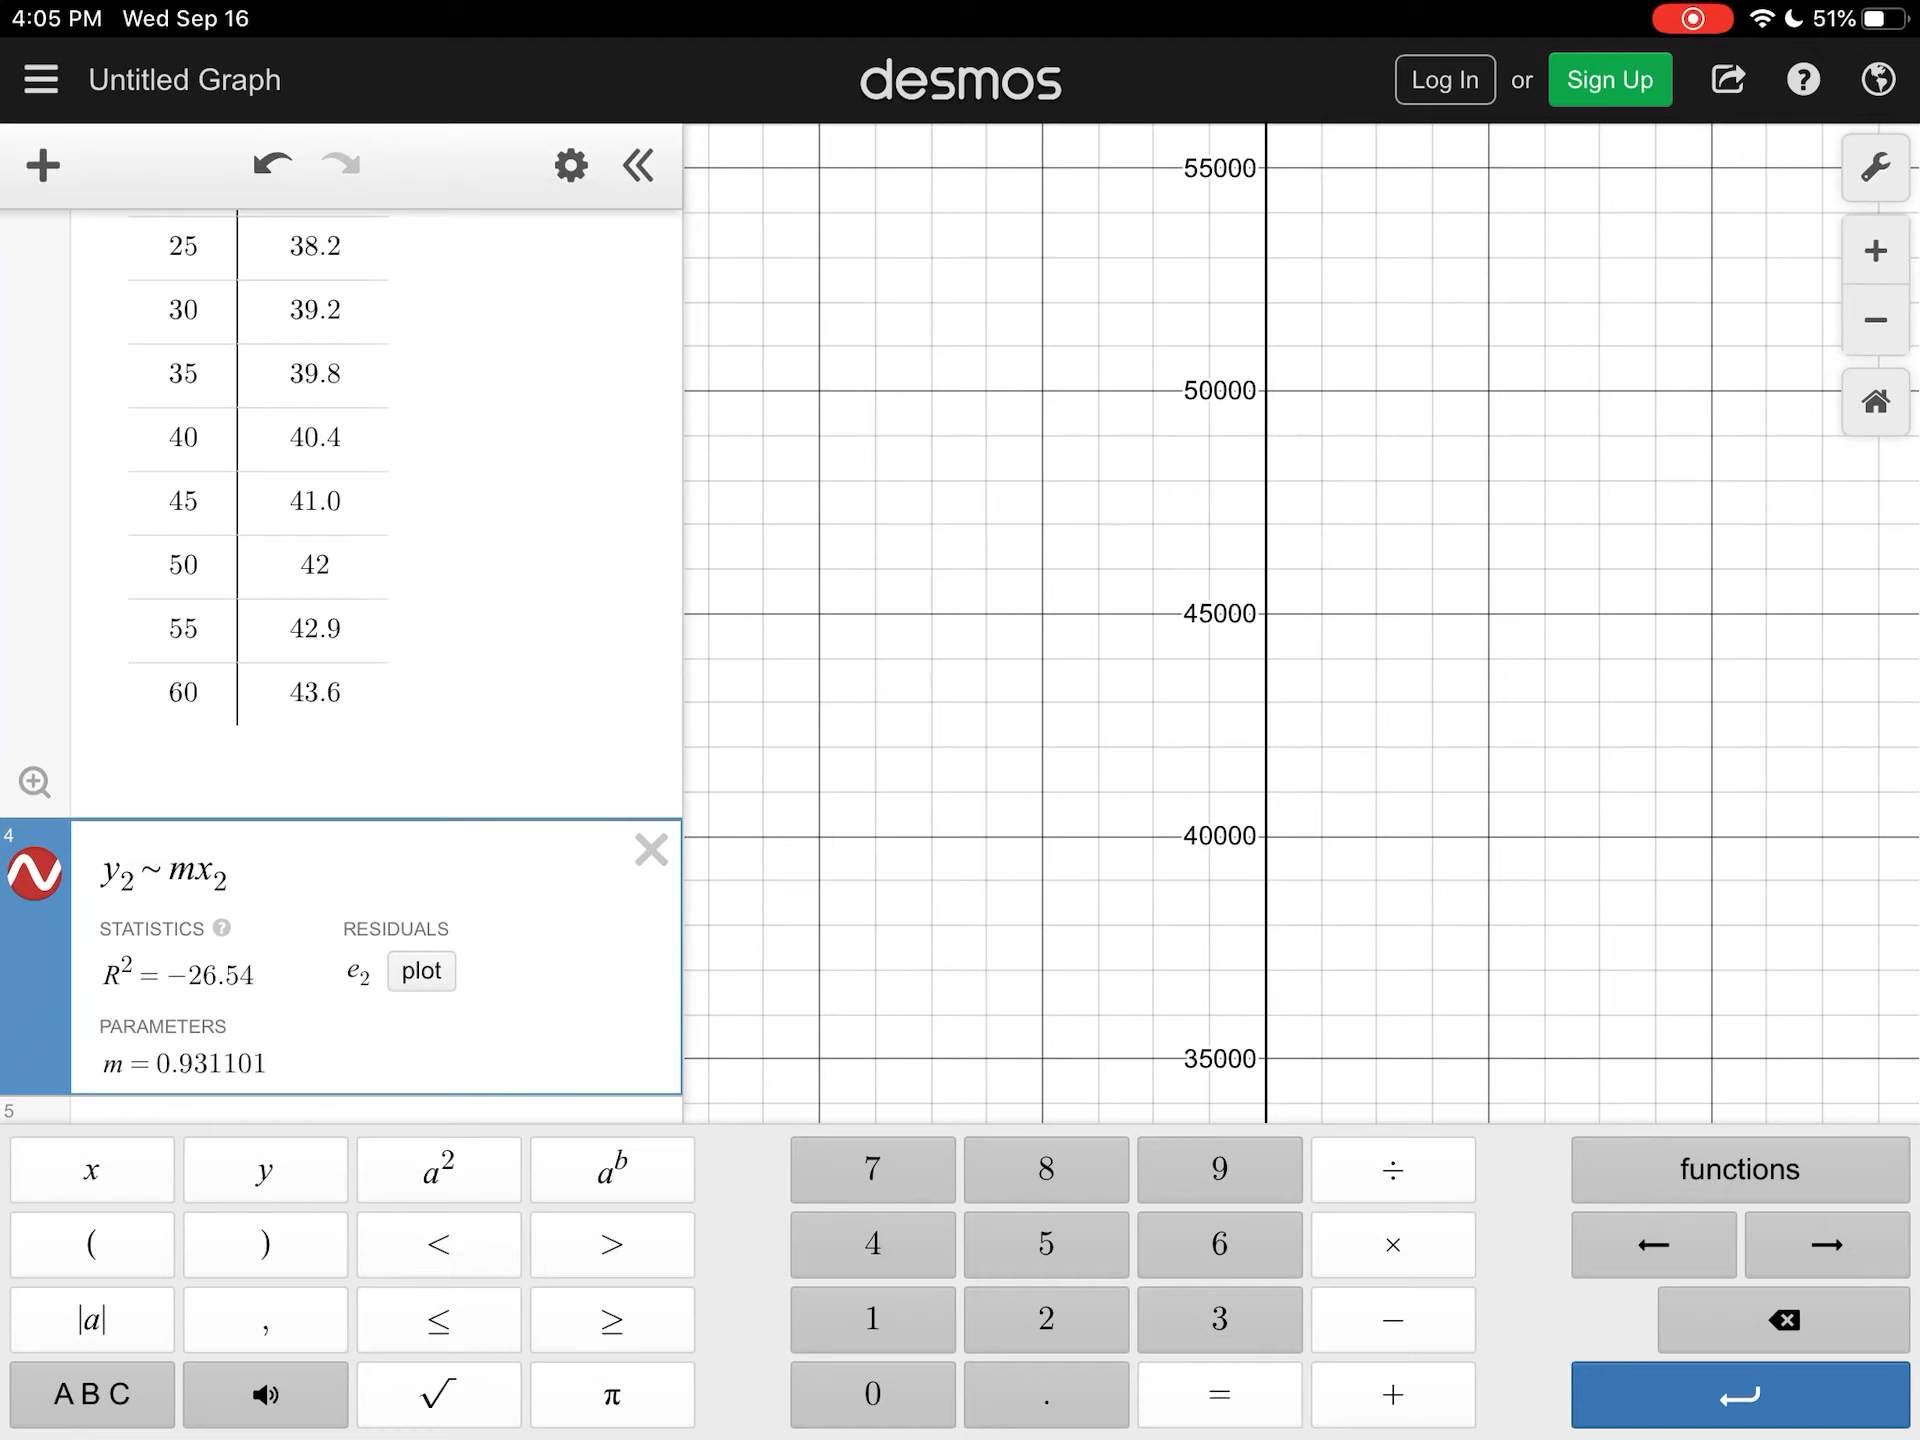 4:05 PM Wed Sep 16
51%
Untitled Graph
desmos
Log In or Sign Up
25 38.2
30 39.2
35 39.8
40 40.4
45 41.0
50 42
55 42.9
60 43.6
4
y₂ ~ mx₂
STATISTICS ?
RESIDUALS
R² = −26.54
e₂ plot
PARAMETERS
m = 0.931101
5
55000
50000
45000
40000
35000
x y a² aᵇ 7 8 9 ÷ functions
( ) < > 4 5 6 × ← →
|a| , ≤ ≥ 1 2 3 −
A B C √ π 0 . = +